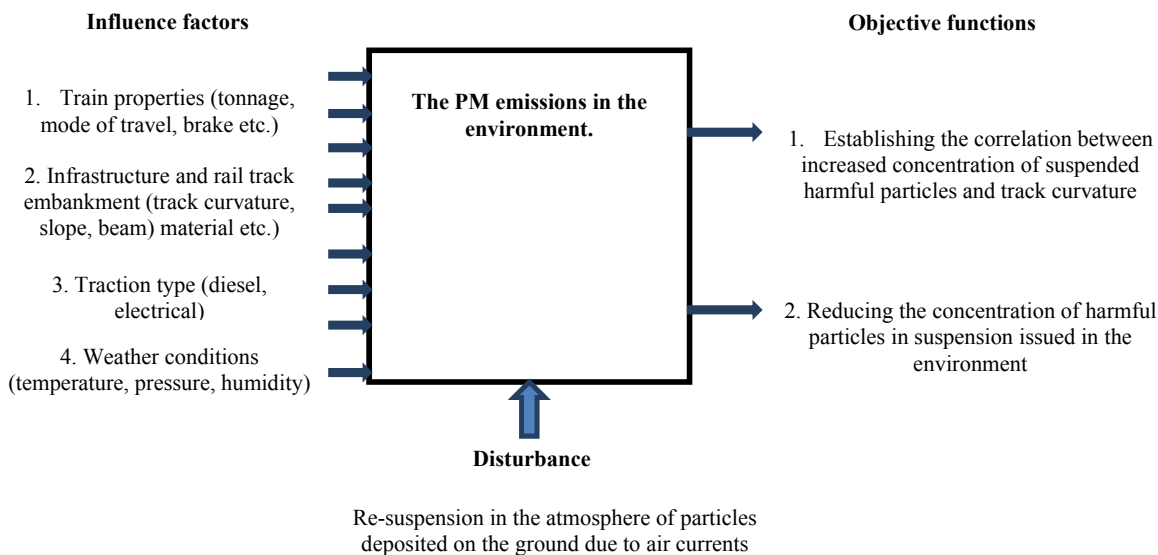 Influence factors
1. Train properties (tonnage,
mode of travel, brake etc.)
2. Infrastructure and rail track
embankment (track curvature,
slope, beam) material etc.)
3. Traction type (diesel,
electrical)
4. Weather conditions
(temperature, pressure, humidity)
The PM emissions in the
environment.
Objective functions
1. Establishing the correlation between
increased concentration of suspended
harmful particles and track curvature
2. Reducing the concentration of harmful
particles in suspension issued in the
environment
Disturbance
Re-suspension in the atmosphere of particles
deposited on the ground due to air currents